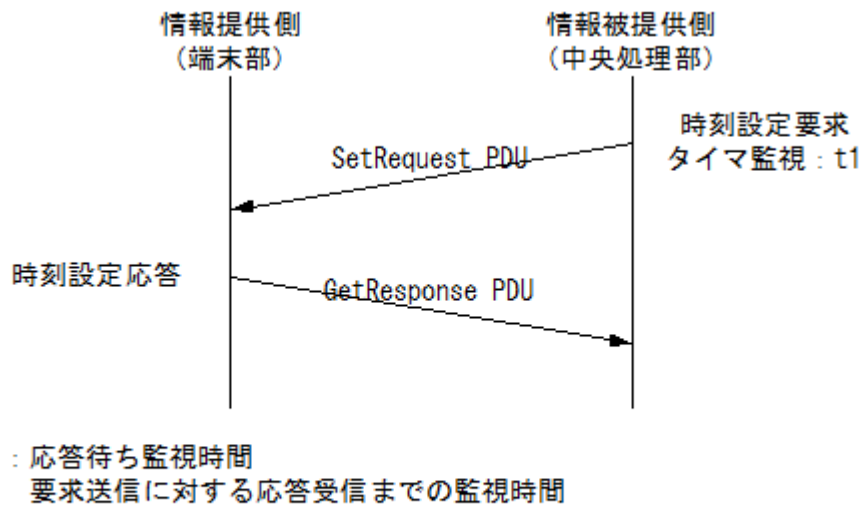 情報提供側
（端末部）
情報被提供側
（中央処理部）
時刻設定要求
タイマ監視：t1
SetRequest PDU
時刻設定応答
GetResponse PDU
：応答待ち監視時間
要求送信に対する応答受信までの監視時間